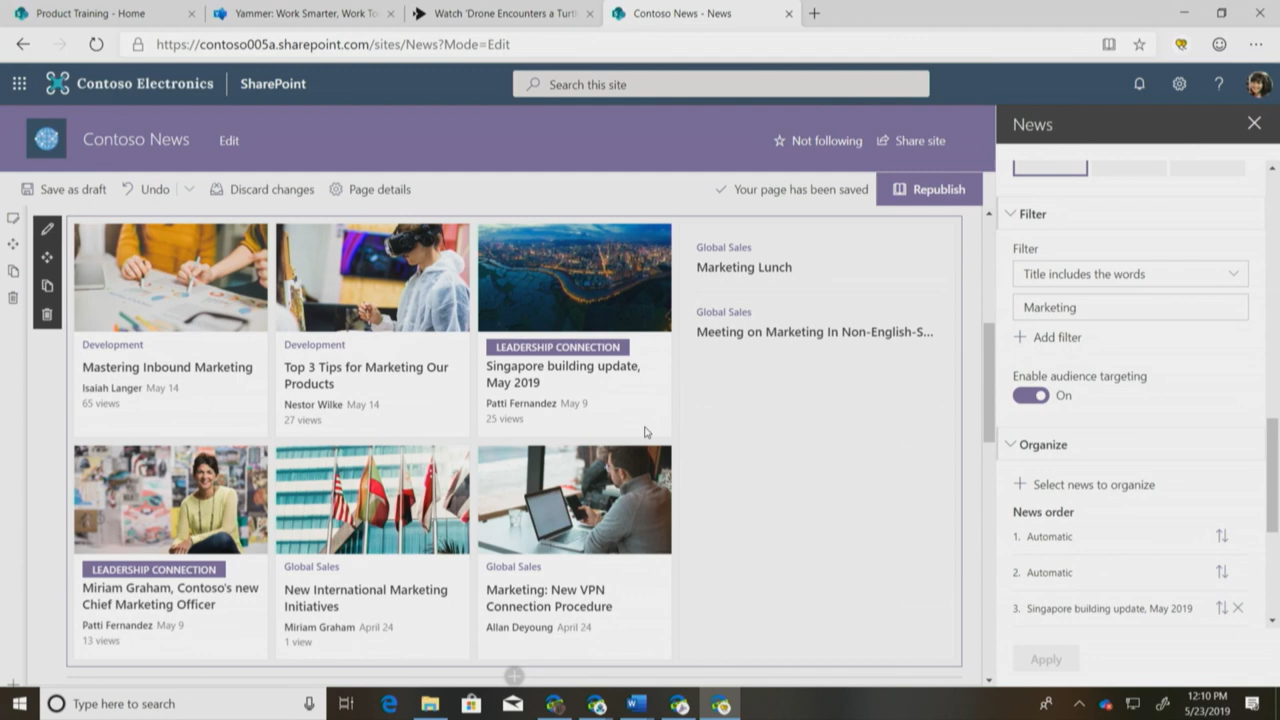 Product Training - Home
Yammer: Work Smarter, Work To
Watch 'Drone Encounters a Turt
Contoso News - News
https://contoso005a.sharepoint.com/sites/News?Mode=Edit
Contoso Electronics
SharePoint
Search this site
Contoso News
Edit
Not following
Share site
News
Save as draft
Undo
Discard changes
Page details
Your page has been saved
Republish
Development
Mastering Inbound Marketing
Isaiah Langer May 14
65 views
Development
Top 3 Tips for Marketing Our
Products
Nestor Wilke May 14
27 views
LEADERSHIP CONNECTION
Singapore building update,
May 2019
Patti Fernandez May 9
25 views
Global Sales
Marketing Lunch
Global Sales
Meeting on Marketing In Non-English-S...
LEADERSHIP CONNECTION
Miriam Graham, Contoso's new
Chief Marketing Officer
Patti Fernandez May 9
13 views
Global Sales
New International Marketing
Initiatives
Miriam Graham April 24
1 view
Global Sales
Marketing: New VPN
Connection Procedure
Allan Deyoung April 24
Filter
Filter
Title includes the words
Marketing
Add filter
Enable audience targeting
On
Organize
Select news to organize
News order
1. Automatic
2. Automatic
3. Singapore building update, May 2019
Apply
Type here to search
12:10 PM
5/23/2019